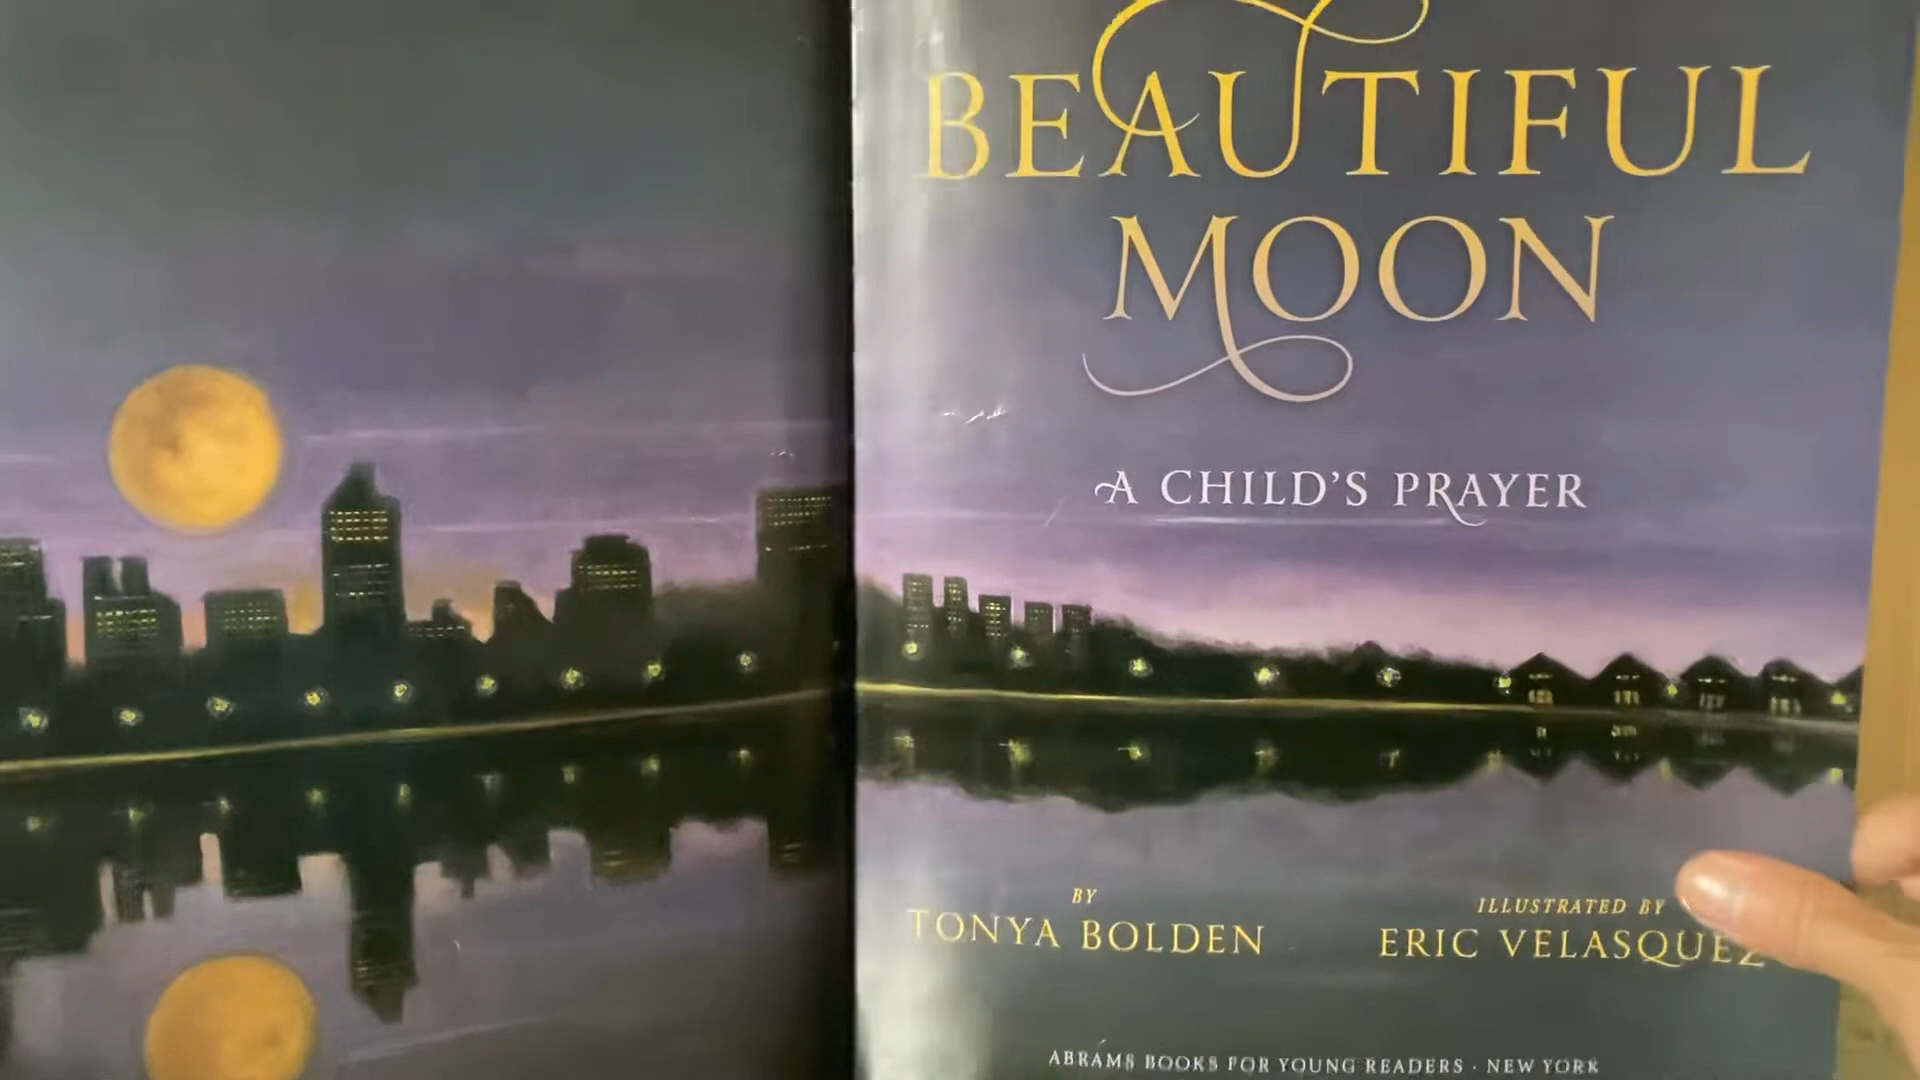 BEAUTIFUL
MOON
A CHILD'S PRAYER
BY
TONYA BOLDEN
ILLUSTRATED BY
ERIC VELASQUEZ
ABRAMS BOOKS FOR YOUNG READERS · NEW YORK